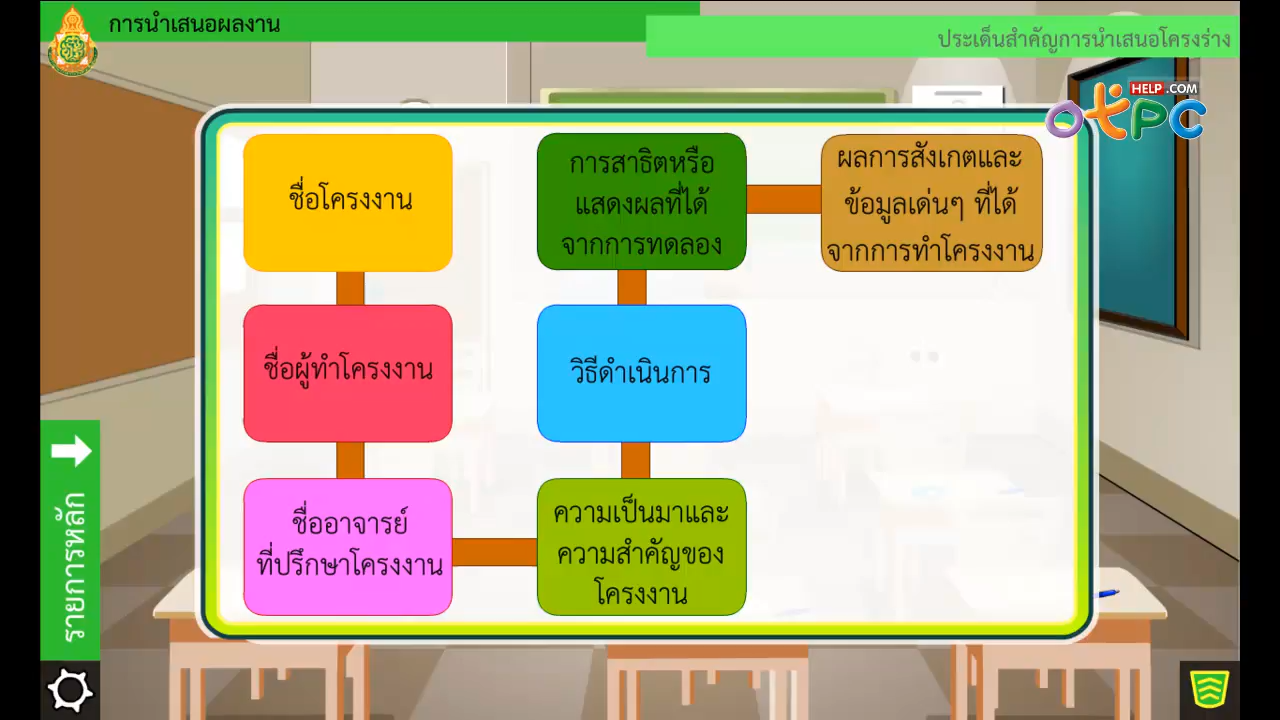 การนำเสนอผลงาน
ประเด็นสำคัญการนำเสนอโครงร่าง
HELP.COM
OTPC
ชื่อโครงงาน
ชื่อผู้ทำโครงงาน
ชื่ออาจารย์
ที่ปรึกษาโครงงาน
ความเป็นมาและ
ความสำคัญของ
โครงงาน
วิธีดำเนินการ
การสาธิตหรือ
แสดงผลที่ได้
จากการทดลอง
ผลการสังเกตและ
ข้อมูลเด่นๆ ที่ได้
จากการทำโครงงาน
รายการหลัก